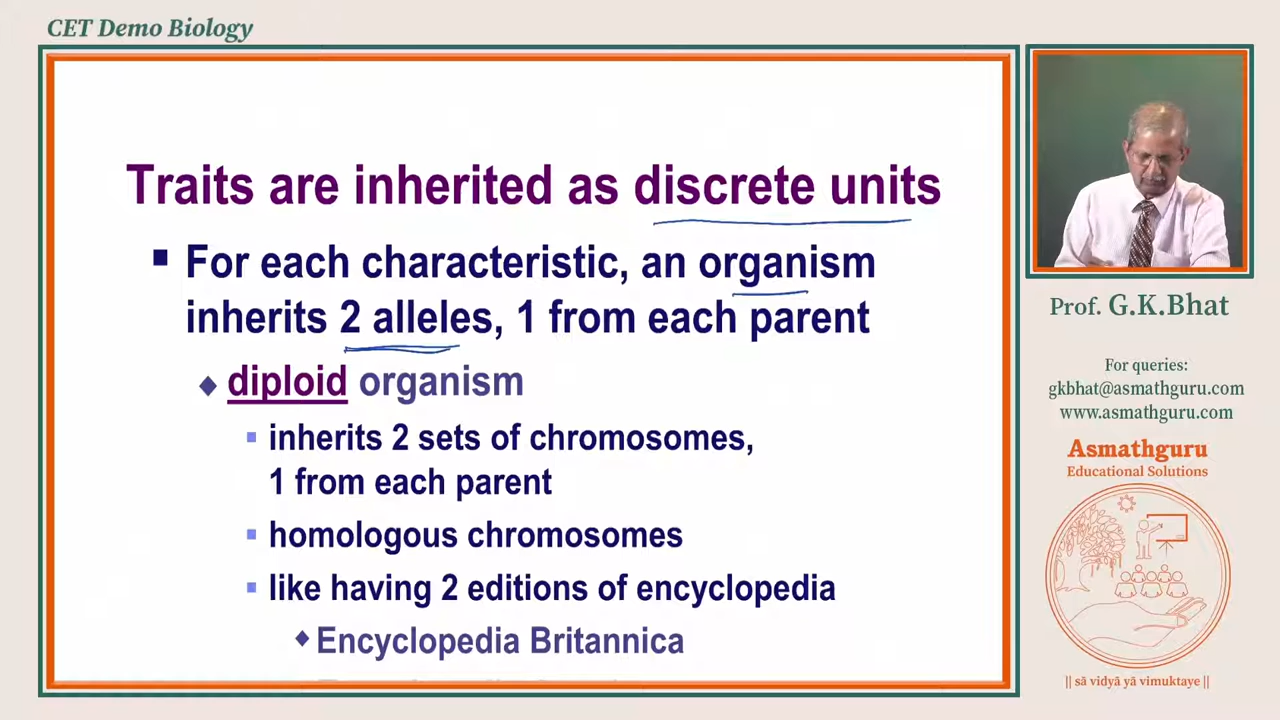 CET Demo Biology
Traits are inherited as discrete units
For each characteristic, an organism
inherits 2 alleles, 1 from each parent
diploid organism
inherits 2 sets of chromosomes,
1 from each parent
homologous chromosomes
like having 2 editions of encyclopedia
Encyclopedia Britannica
Prof. G.K.Bhat
For queries:
gkbhat@asmathguru.com
www.asmathguru.com
Asmathguru
Educational Solutions
|| sā vidyā yā vimuktaye ||